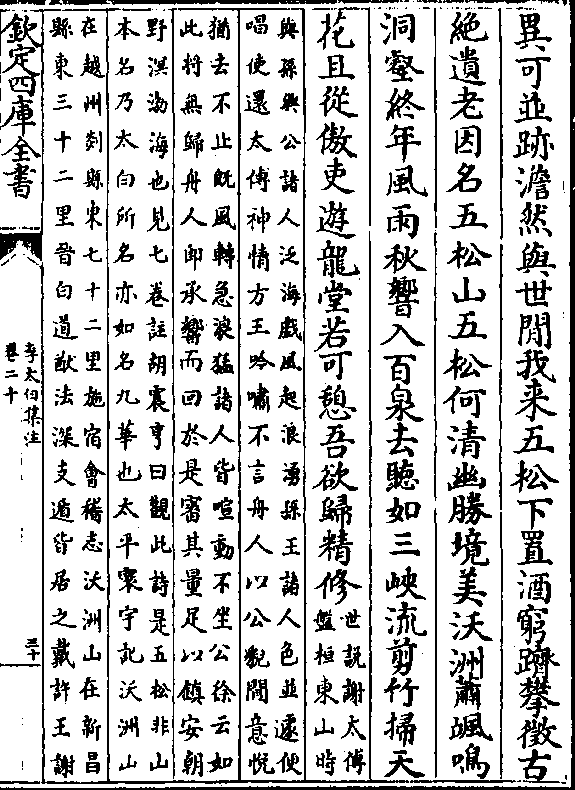 異可並跡澹然與世閒我来五松下置酒窮躋攀徵古
絶遺老因名五松山五松何清幽勝境美沃洲蕭颯鳴
洞壑終年風雨秋響入百泉去聽如三峽流剪竹掃天
花且從傲吏遊龍堂若可憩吾欲歸精修
世説謝太傅
盤桓東山時
與孫興公諸人泛海戲風起浪湧孫王諸人色並遽便
唱使還太傅神情方王吟嘯不言舟人以公貌閒意悦
猶去不止既風轉急浪猛諸人皆喧動不坐公徐云如
此将無歸舟人即承響而回於是審其量足以鎮安朝
野溟渤海也見七卷註胡震亨曰觀此詩是五松非山
本名乃太白所名亦如名九華也太平寰宇記沃洲山
在越州剡縣東七十二里施宿會稽志沃洲山在新昌
縣東三十二里晉白道猷法深支遁皆居之戴許王謝
欽定四庫全書
李太白集注
卷二十
三十